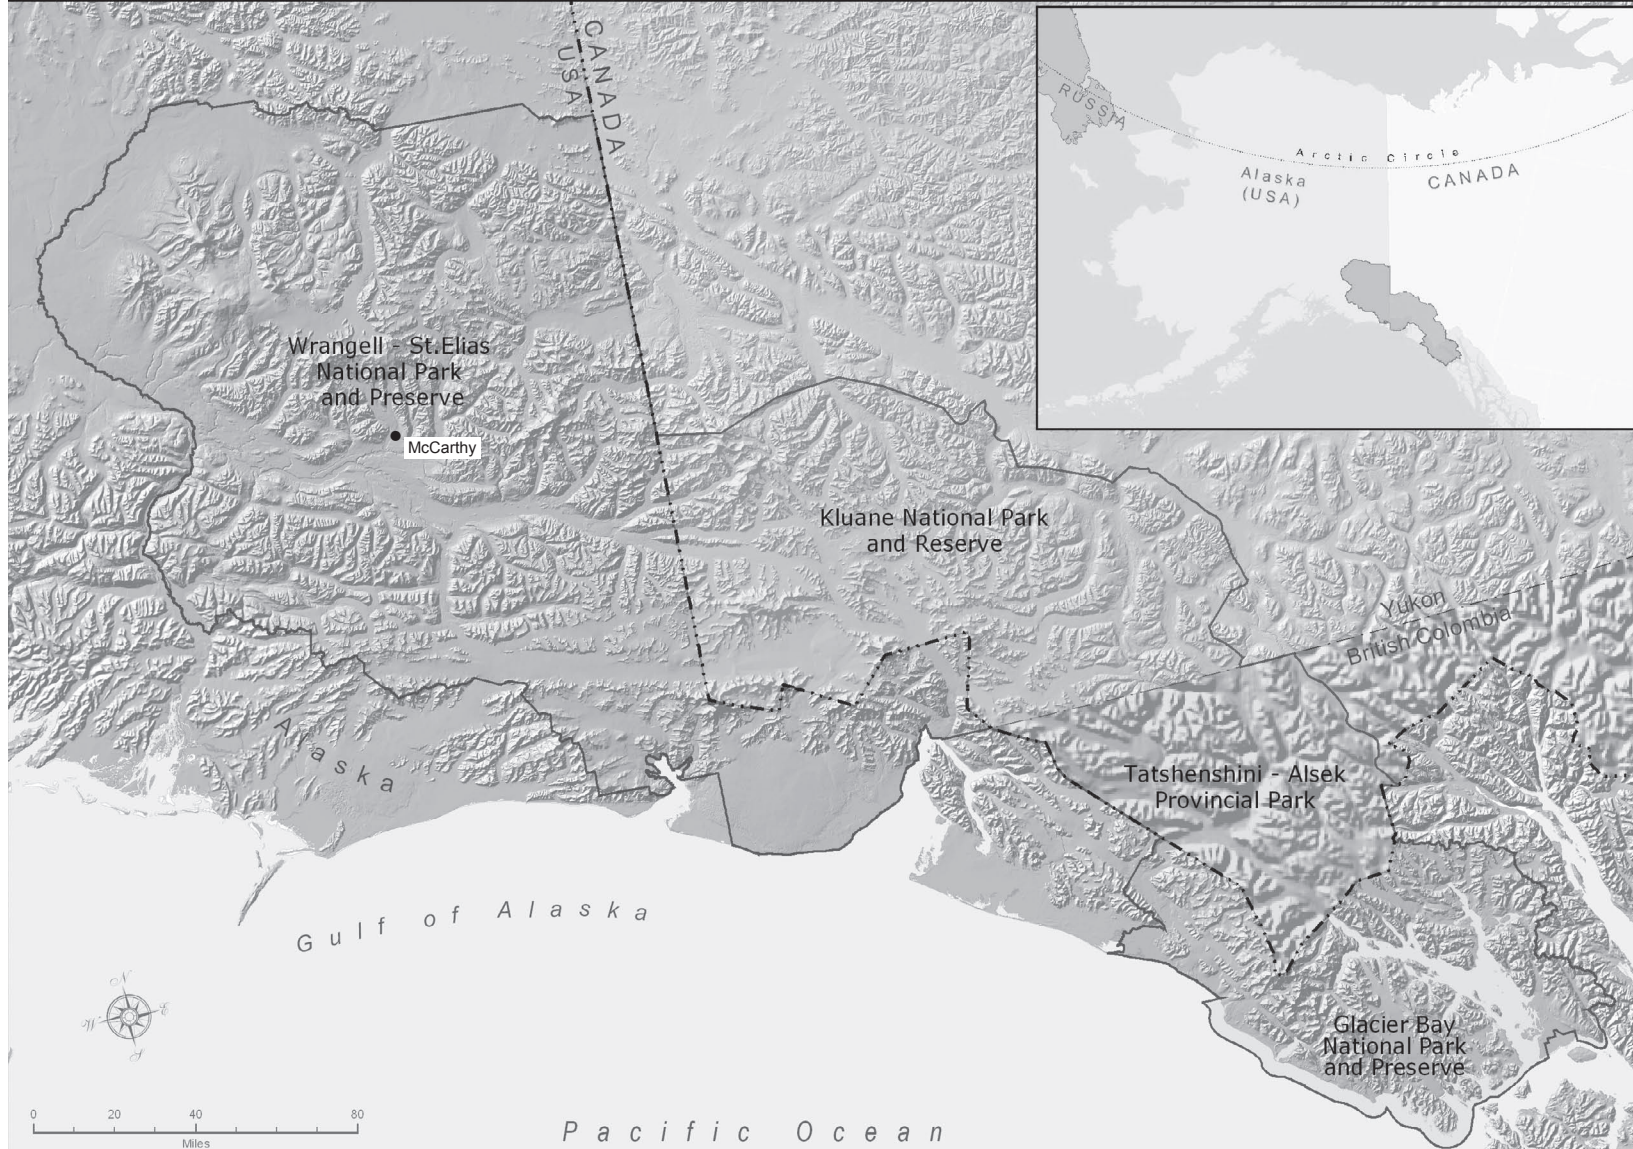 CANADA
USA
RUSSIA
Arctic Circle
Alaska
(USA)
CANADA
Wrangell - St.Elias
National Park
and Preserve
McCarthy
Kluane National Park
and Reserve
Yukon
British Colombia
Alaska
Tatshenshini - Alsek
Provincial Park
Gulf of Alaska
N
W
E
S
Glacier Bay
National Park
and Preserve
0 20 40 80
Miles
Pacific Ocean